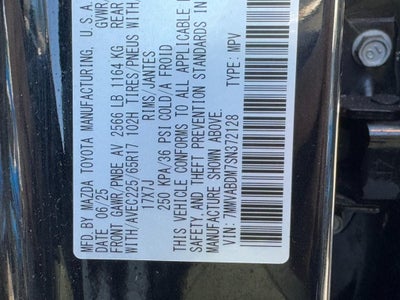 MFD. BY MAZDA TOYOTA MANUFACTURING, U.S.A.
DATE: 06/25 GVWR/
FRONT GAWR/PNBE AV 2566 LB 1164 KG REAR
WITH/AVEC225/65R17 102H TIRES/PNEUS WITH/
17X7J RIMS/JANTES
250 KPA/36 PSI COLD/A FROID
THIS VEHICLE CONFORMS TO ALL APPLICABLE
SAFETY, AND THEFT PREVENTION STANDARDS IN
MANUFACTURE SHOWN ABOVE.
VIN: 7MMVABDM7SN372128 TYPE: MPV